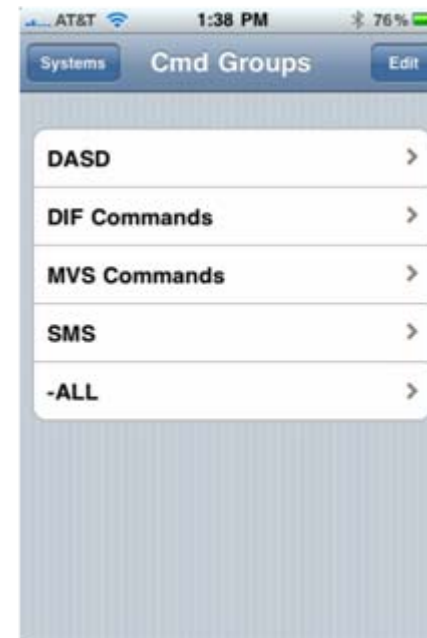 AT&T 1:38 PM 76%
Systems Cmd Groups Edit
DASD
DIF Commands
MVS Commands
SMS
-ALL